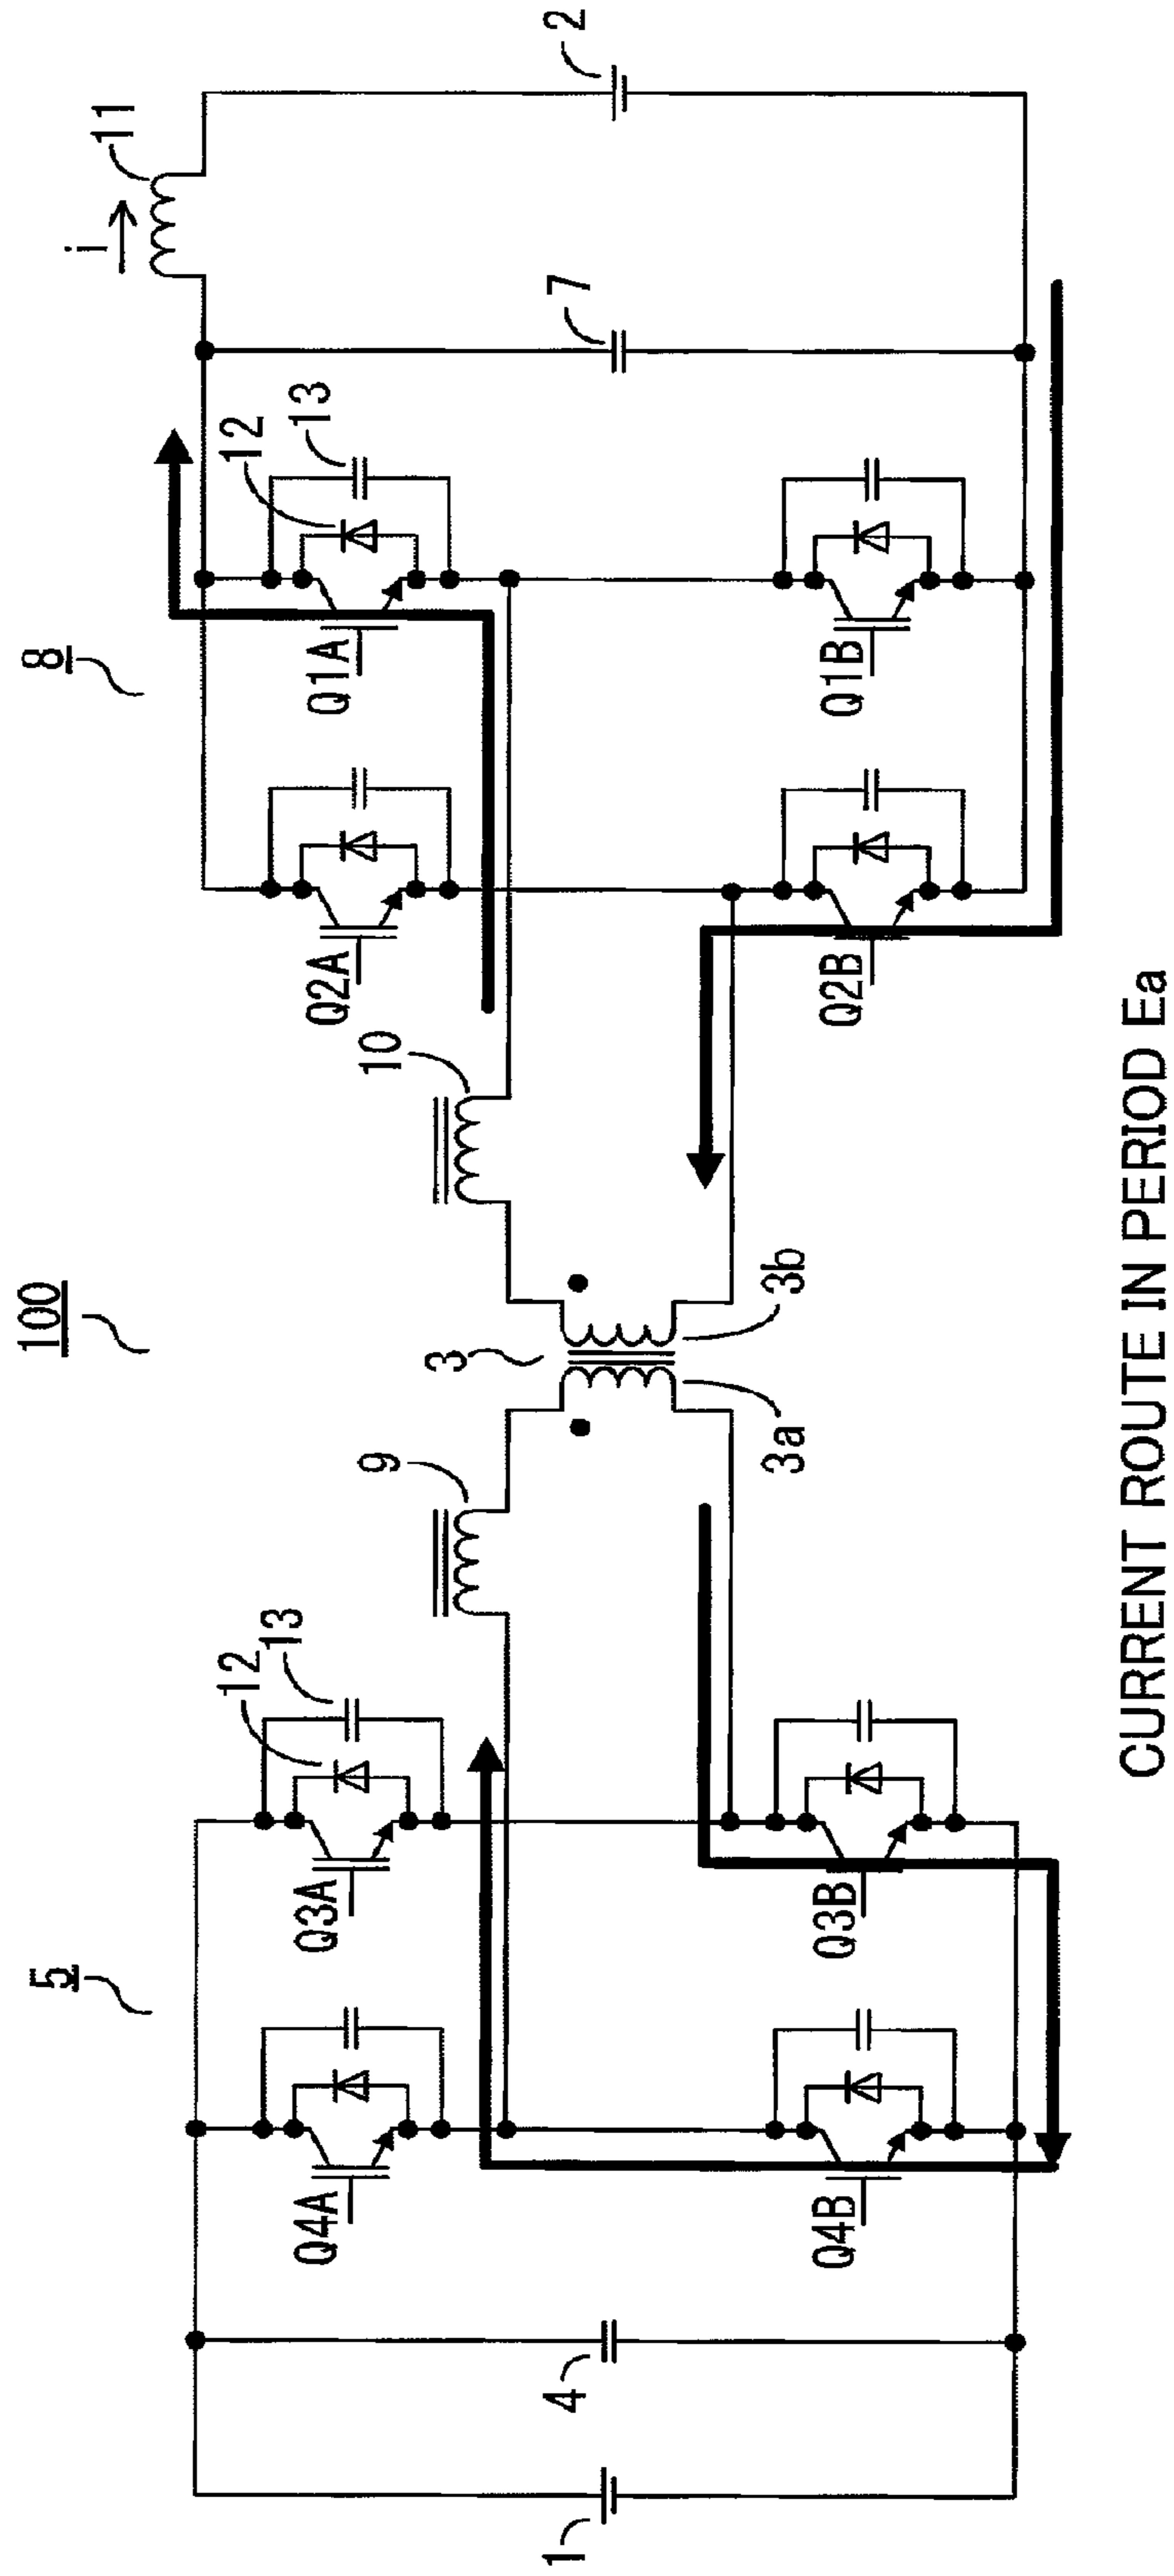 100
5
8
i
11
12
13
12
13
Q4A
Q3A
9
10
Q2A
Q1A
3
1
4
7
2
3a
3b
Q4B
Q3B
Q2B
Q1B
CURRENT ROUTE IN PERIOD Ea